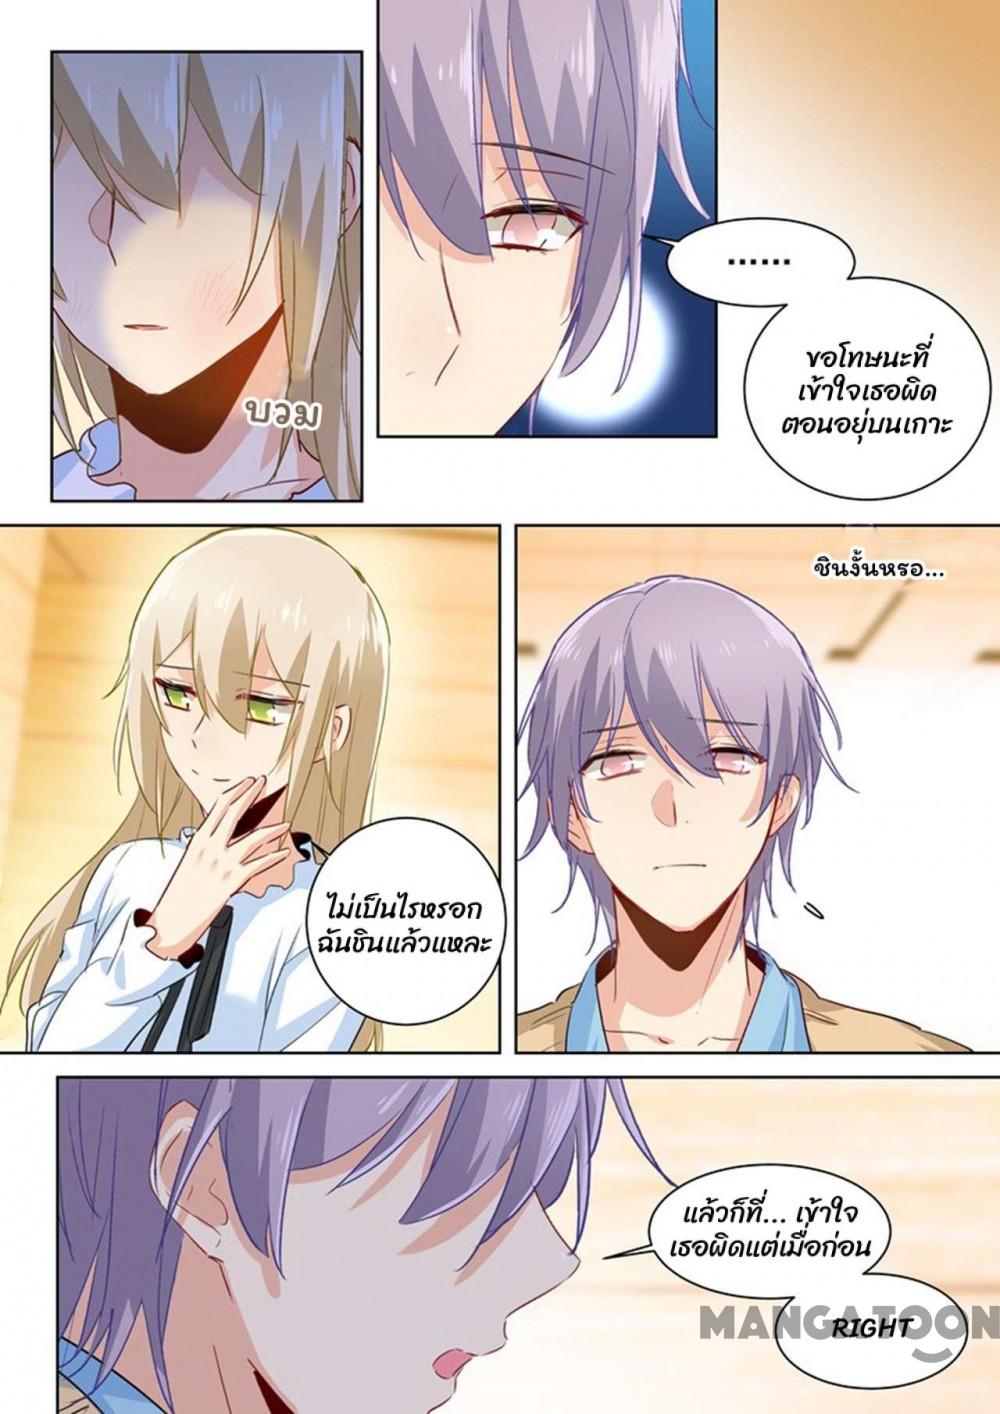 ......
ขอโทษนะที่
เข้าใจเธอผิด
ตอนอยู่บนเกาะ
บวม
ชินงั้นหรอ...
ไม่เป็นไรหรอก
ฉันชินแล้วแหละ
แล้วก็ที่... เข้าใจ
เธอผิดแต่เมื่อก่อน
RIGHT
MANGATOON